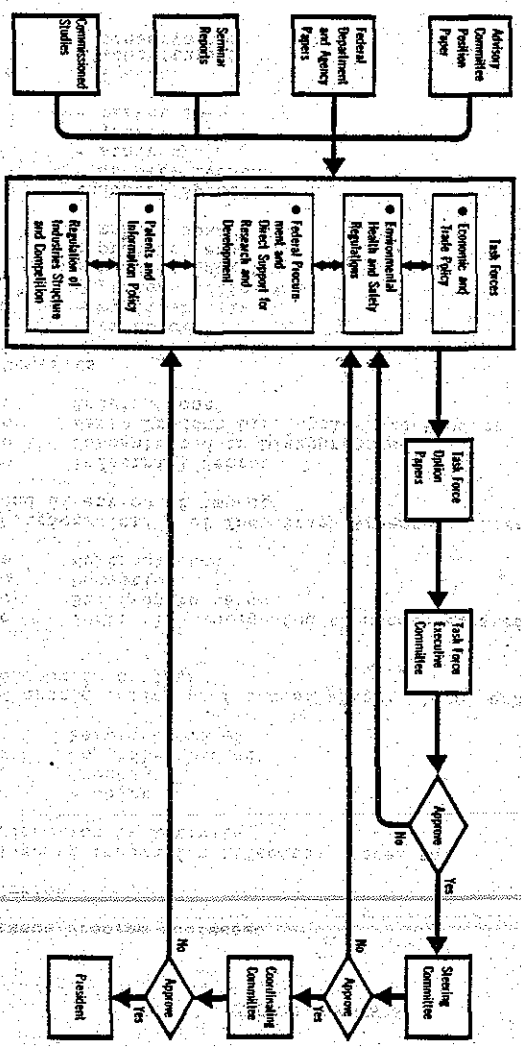 Advisory
Committee
Position
Paper
Federal
Department
and Agency
Papers
Seminar
Reports
Commissioned
Studies
Task Forces
● Economic and
Trade Policy
● Environmental
Health and Safety
Regulations
● Federal Procure-
ment and
Direct Support for
Research and
Development
● Patents and
Information Policy
● Regulation of
Industries Structure
and Competition
Task Force
Option
Papers
Task Force
Executive
Committee
Approve
No
Yes
Steering
Committee
Approve
No
Yes
Coordinating
Committee
Approve
No
Yes
President